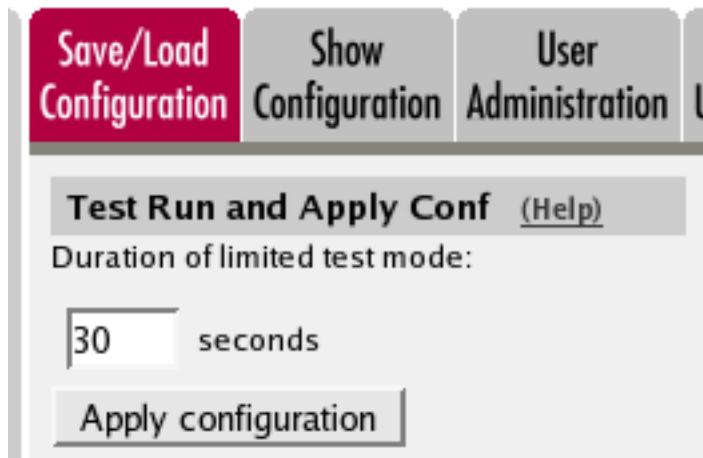 Save/Load Configuration
Show Configuration
User Administration
Test Run and Apply Conf (Help)
Duration of limited test mode:
30 seconds
Apply configuration